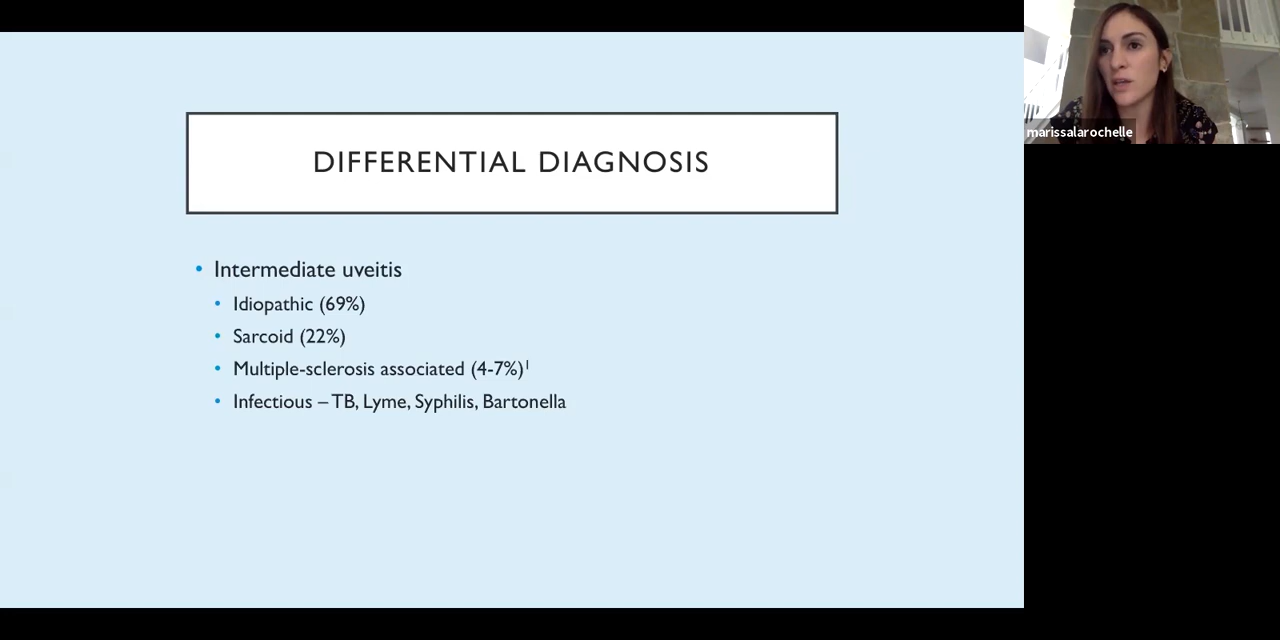 DIFFERENTIAL DIAGNOSIS
• Intermediate uveitis
• Idiopathic (69%)
• Sarcoid (22%)
• Multiple-sclerosis associated (4-7%)¹
• Infectious – TB, Lyme, Syphilis, Bartonella
marissalarochelle